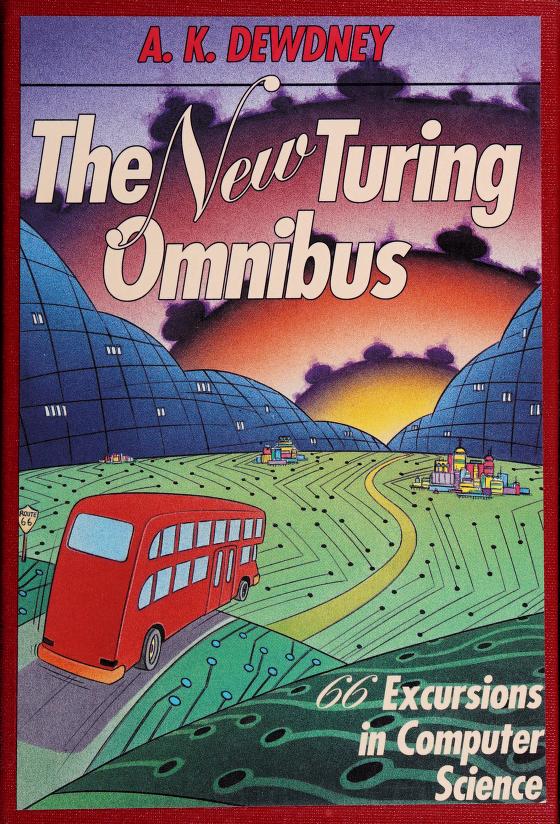 A. K. DEWDNEY
The New Turing
Omnibus
ROUTE
66
66 Excursions
in Computer
Science